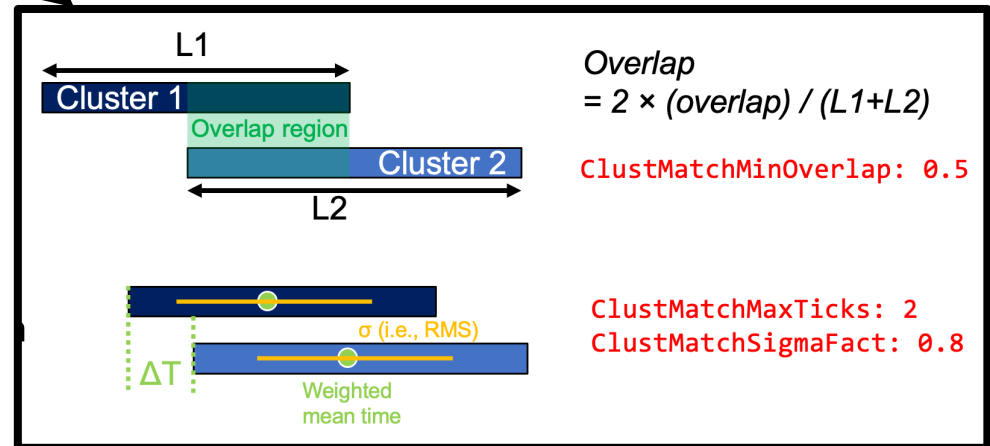 L1
Cluster 1
Overlap region
Cluster 2
L2
Overlap
= 2 × (overlap) / (L1+L2)
ClustMatchMinOverlap: 0.5
σ (i.e., RMS)
ΔT
Weighted
mean time
ClustMatchMaxTicks: 2
ClustMatchSigmaFact: 0.8